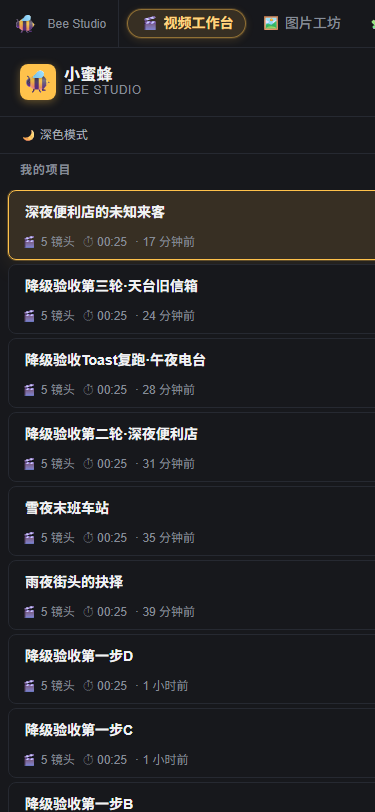 Bee Studio 视频工作台 图片工坊
小蜜蜂
BEE STUDIO
深色模式
我的项目
深夜便利店的未知来客
5 镜头 00:25 · 17 分钟前
降级验收第三轮·天台旧信箱
5 镜头 00:25 · 24 分钟前
降级验收Toast复跑·午夜电台
5 镜头 00:25 · 28 分钟前
降级验收第二轮·深夜便利店
5 镜头 00:25 · 31 分钟前
雪夜末班车站
5 镜头 00:25 · 35 分钟前
雨夜街头的抉择
5 镜头 00:25 · 39 分钟前
降级验收第一步D
5 镜头 00:25 · 1 小时前
降级验收第一步C
5 镜头 00:25 · 1 小时前
降级验收第一步B